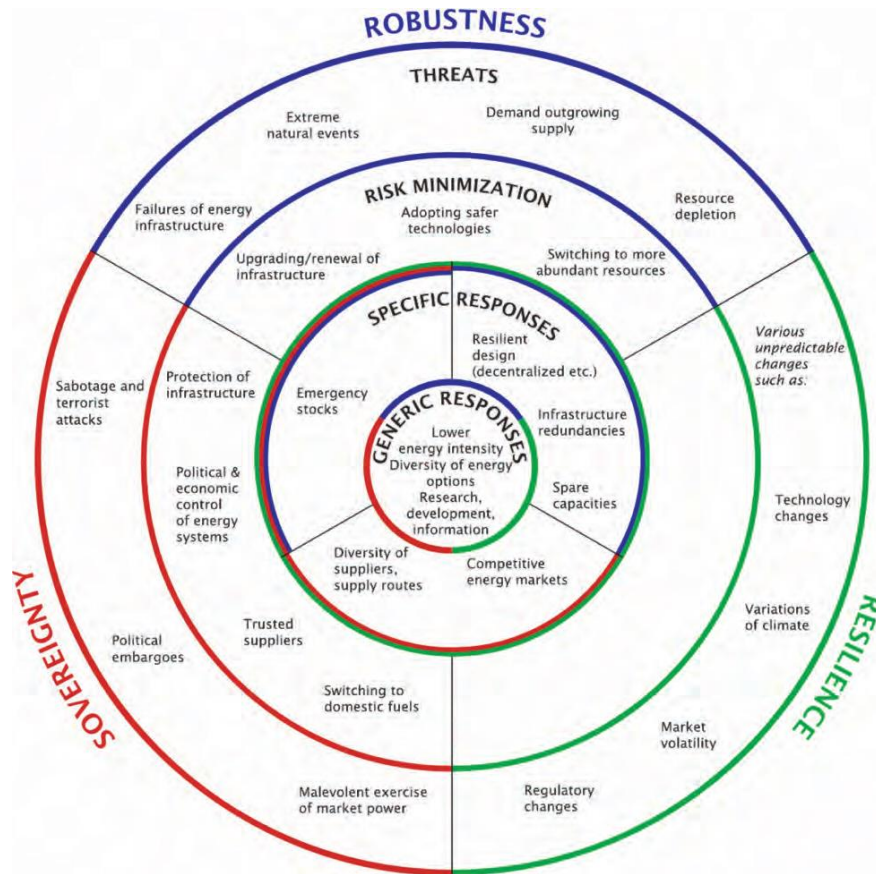 ROBUSTNESS
THREATS
Extreme
natural events
Demand outgrowing
supply
Failures of energy
infrastructure
Resource
depletion
RISK MINIMIZATION
Adopting safer
technologies
Upgrading/renewal of
infrastructure
Switching to more
abundant resources
SPECIFIC RESPONSES
Resilient
design
(decentralized etc.)
Emergency
stocks
Infrastructure
redundancies
Spare
capacities
GENERIC RESPONSES
Lower
energy intensity
Diversity of energy
options
Research,
development,
information
Diversity of
suppliers,
supply routes
Competitive
energy markets
Sabotage and
terrorist
attacks
Protection of
infrastructure
Political &
economic
control
of energy
systems
Political
embargoes
Trusted
suppliers
Switching to
domestic fuels
Malevolent exercise
of market power
SOVEREIGNTY
Various
unpredictable
changes
such as:
Technology
changes
Variations
of climate
Market
volatility
Regulatory
changes
RESILIENCE